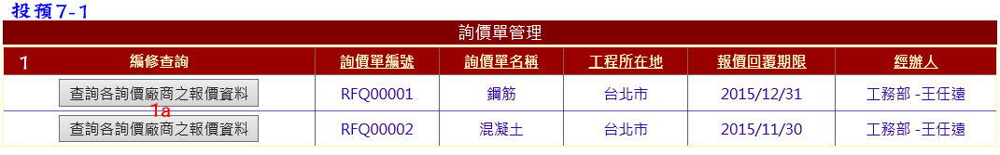 投預7-1
詢價單管理
1 編修查詢 詢價單編號 詢價單名稱 工程所在地 報價回覆期限 經辦人
查詢各詢價廠商之報價資料 RFQ00001 鋼筋 台北市 2015/12/31 工務部 -王任遠
1a
查詢各詢價廠商之報價資料 RFQ00002 混凝土 台北市 2015/11/30 工務部 -王任遠